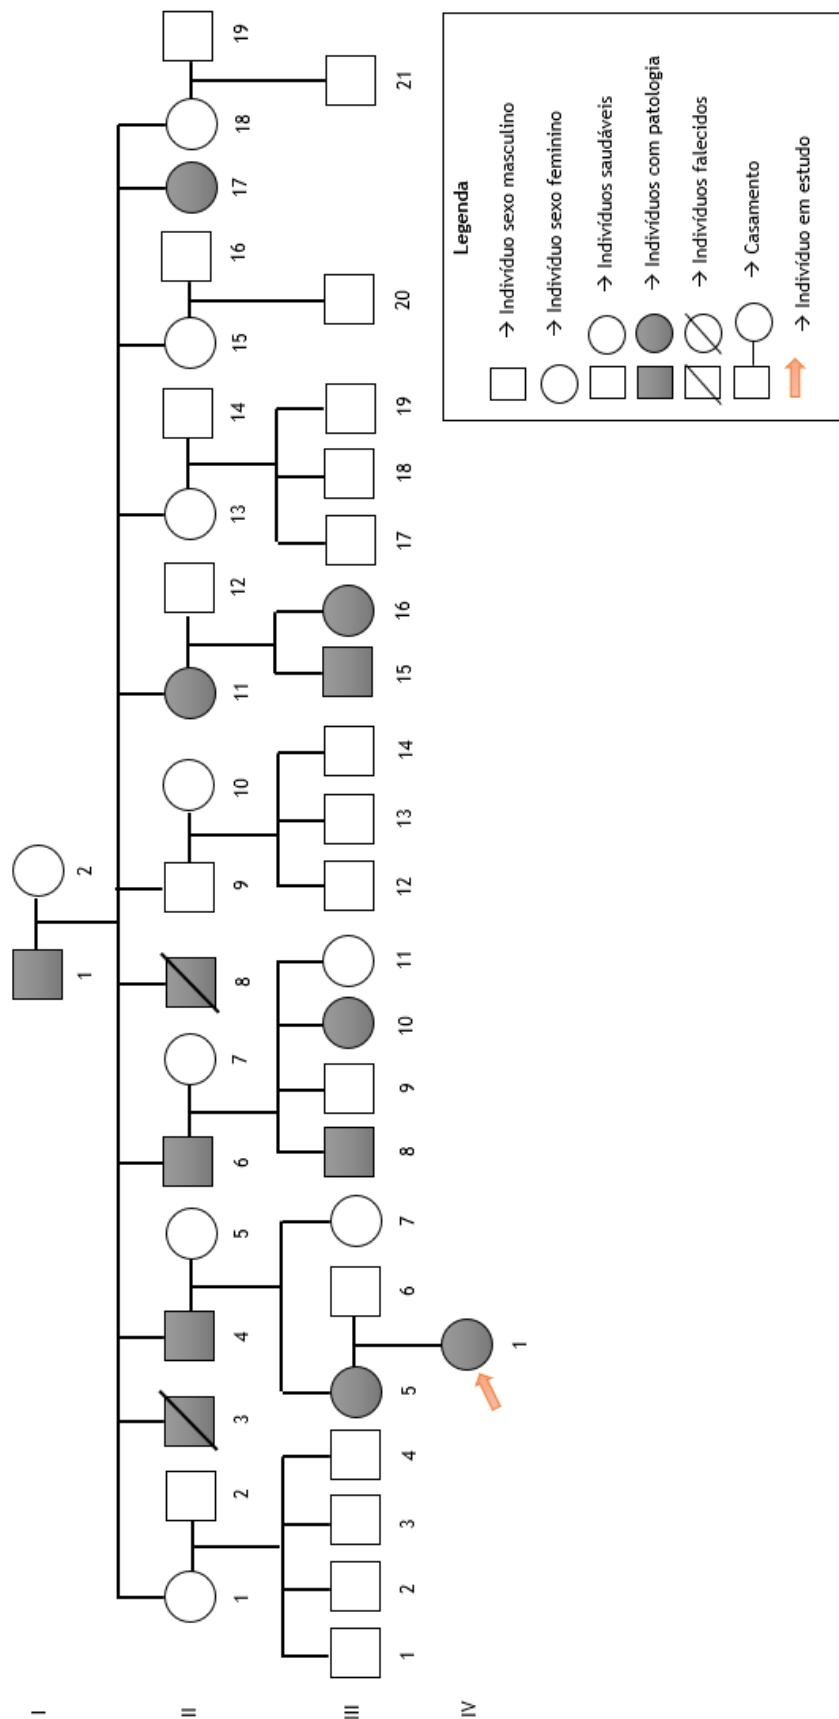 I
1 2
II
1 2 3 4 5 6 7 8 9 10 11 12 13 14 15 16 17 18 19
III
1 2 3 4 5 6 7 8 9 10 11 12 13 14 15 16 17 18 19 20 21
IV
1
Legenda
→ Indivíduo sexo masculino
→ Indivíduo sexo feminino
→ Indivíduos saudáveis
→ Indivíduos com patologia
→ Indivíduos falecidos
→ Casamento
→ Indivíduo em estudo